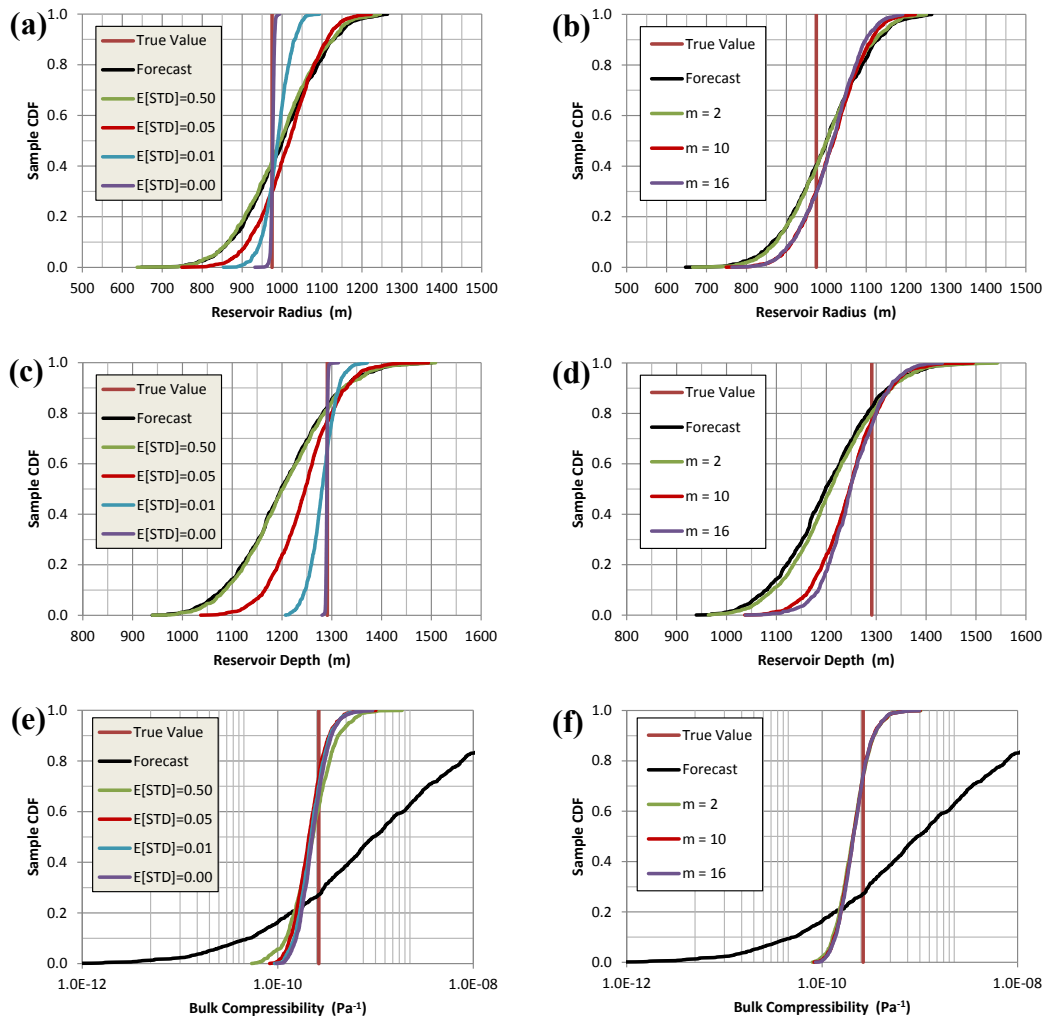 (a)
Sample CDF
1.0
0.8
0.6
0.4
0.2
0.0
True Value
Forecast
E[STD]=0.50
E[STD]=0.05
E[STD]=0.01
E[STD]=0.00
500 600 700 800 900 1000 1100 1200 1300 1400 1500
Reservoir Radius (m)
(b)
Sample CDF
1.0
0.8
0.6
0.4
0.2
0.0
True Value
Forecast
m = 2
m = 10
m = 16
500 600 700 800 900 1000 1100 1200 1300 1400 1500
Reservoir Radius (m)
(c)
Sample CDF
1.0
0.8
0.6
0.4
0.2
0.0
True Value
Forecast
E[STD]=0.50
E[STD]=0.05
E[STD]=0.01
E[STD]=0.00
800 900 1000 1100 1200 1300 1400 1500 1600
Reservoir Depth (m)
(d)
Sample CDF
1.0
0.8
0.6
0.4
0.2
0.0
True Value
Forecast
m = 2
m = 10
m = 16
800 900 1000 1100 1200 1300 1400 1500 1600
Reservoir Depth (m)
(e)
Sample CDF
1.0
0.8
0.6
0.4
0.2
0.0
True Value
Forecast
E[STD]=0.50
E[STD]=0.05
E[STD]=0.01
E[STD]=0.00
1.0E-12 1.0E-10 1.0E-08
Bulk Compressibility (Pa⁻¹)
(f)
Sample CDF
1.0
0.8
0.6
0.4
0.2
0.0
True Value
Forecast
m = 2
m = 10
m = 16
1.0E-12 1.0E-10 1.0E-08
Bulk Compressibility (Pa⁻¹)